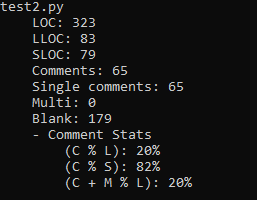 test2.py
LOC: 323
LLOC: 83
SLOC: 79
Comments: 65
Single comments: 65
Multi: 0
Blank: 179
- Comment Stats
(C % L): 20%
(C % S): 82%
(C + M % L): 20%